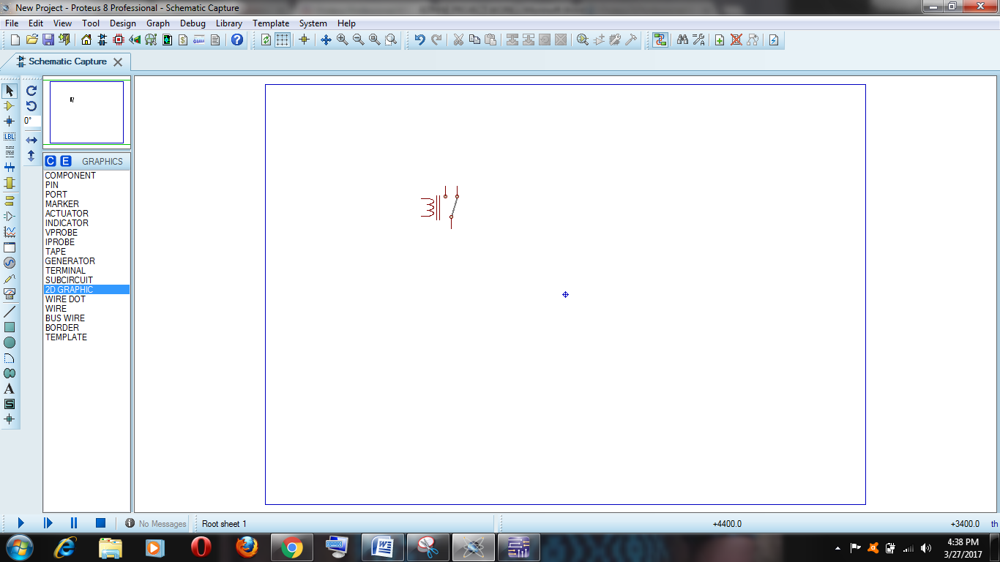 New Project - Proteus 8 Professional - Schematic Capture
File Edit View Tool Design Graph Debug Library Template System Help
Schematic Capture
0°
LBL
C E GRAPHICS
COMPONENT
PIN
PORT
MARKER
ACTUATOR
INDICATOR
VPROBE
IPROBE
TAPE
GENERATOR
TERMINAL
SUBCIRCUIT
2D GRAPHIC
WIRE DOT
WIRE
BUS WIRE
BORDER
TEMPLATE
A
S
No Messages Root sheet 1 +4400.0 +3400.0 th
4:38 PM
3/27/2017